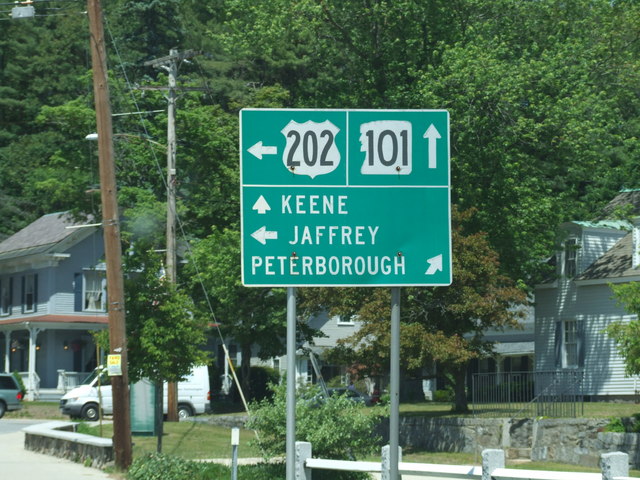 202 101
KEENE
JAFFREY
PETERBOROUGH